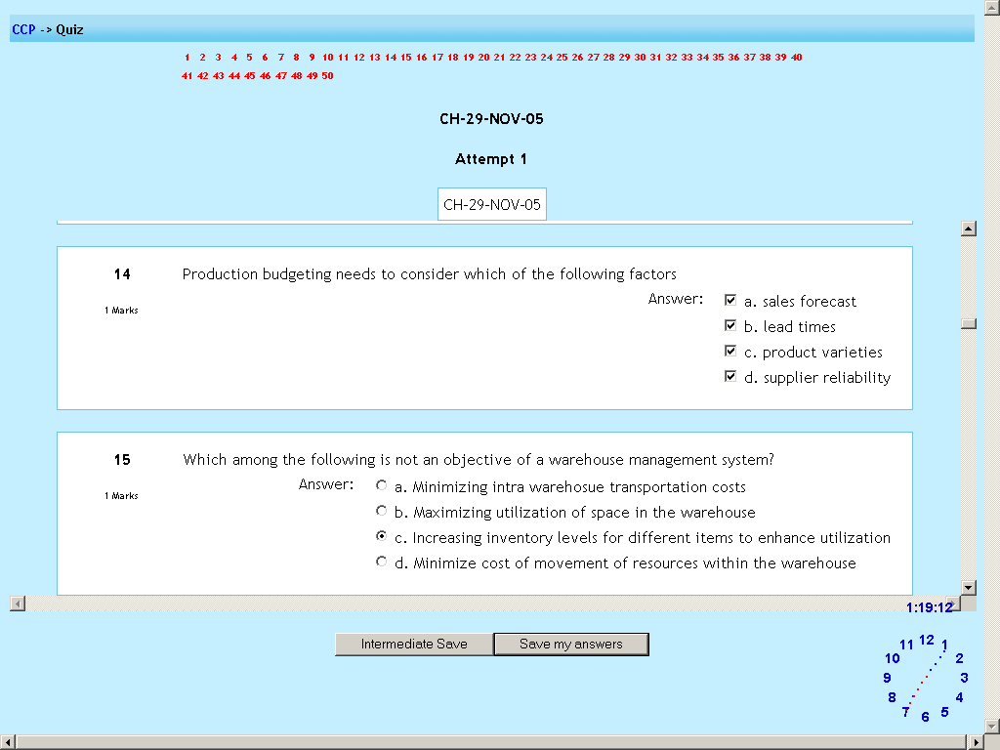 CCP -> Quiz
1 2 3 4 5 6 7 8 9 10 11 12 13 14 15 16 17 18 19 20 21 22 23 24 25 26 27 28 29 30 31 32 33 34 35 36 37 38 39 40
41 42 43 44 45 46 47 48 49 50
CH-29-NOV-05
Attempt 1
CH-29-NOV-05
14 Production budgeting needs to consider which of the following factors
1 Marks
Answer: a. sales forecast
b. lead times
c. product varieties
d. supplier reliability
15 Which among the following is not an objective of a warehouse management system?
1 Marks
Answer: a. Minimizing intra warehosue transportation costs
b. Maximizing utilization of space in the warehouse
c. Increasing inventory levels for different items to enhance utilization
d. Minimize cost of movement of resources within the warehouse
1:19:12
Intermediate Save Save my answers
12
11 1
10 2
9 3
8 4
7 5
6